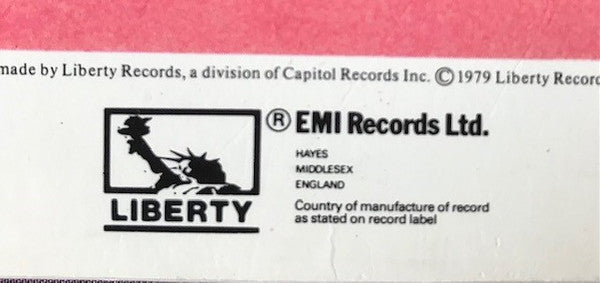 made by Liberty Records, a division of Capitol Records Inc. Ⓒ 1979 Liberty Record
® EMI Records Ltd.
HAYES
MIDDLESEX
ENGLAND
Country of manufacture of record
as stated on record label
LIBERTY